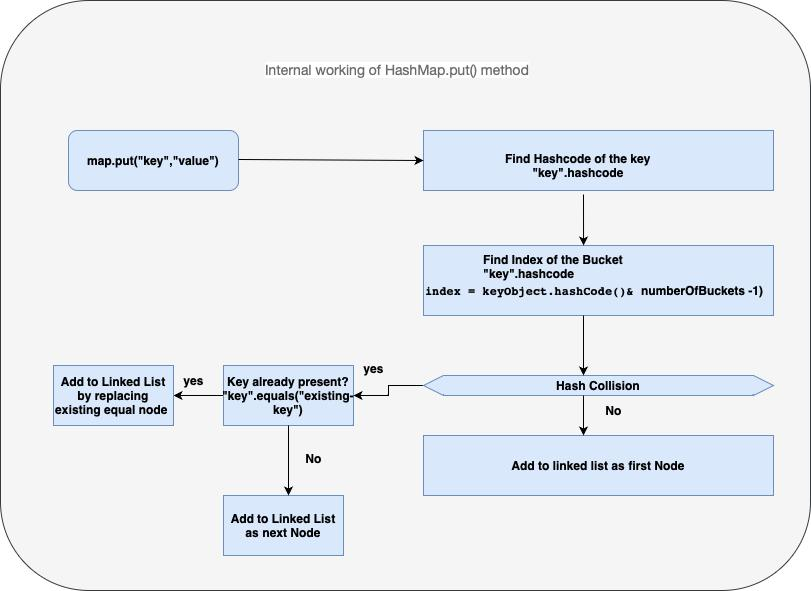 Internal working of HashMap.put() method
map.put("key","value")
Find Hashcode of the key
"key".hashcode
Find Index of the Bucket
"key".hashcode
index = keyObject.hashCode()& numberOfBuckets -1)
Hash Collision
yes
Key already present?
"key".equals("existing-
key")
yes
Add to Linked List
by replacing
existing equal node
No
Add to linked list as first Node
No
Add to Linked List
as next Node